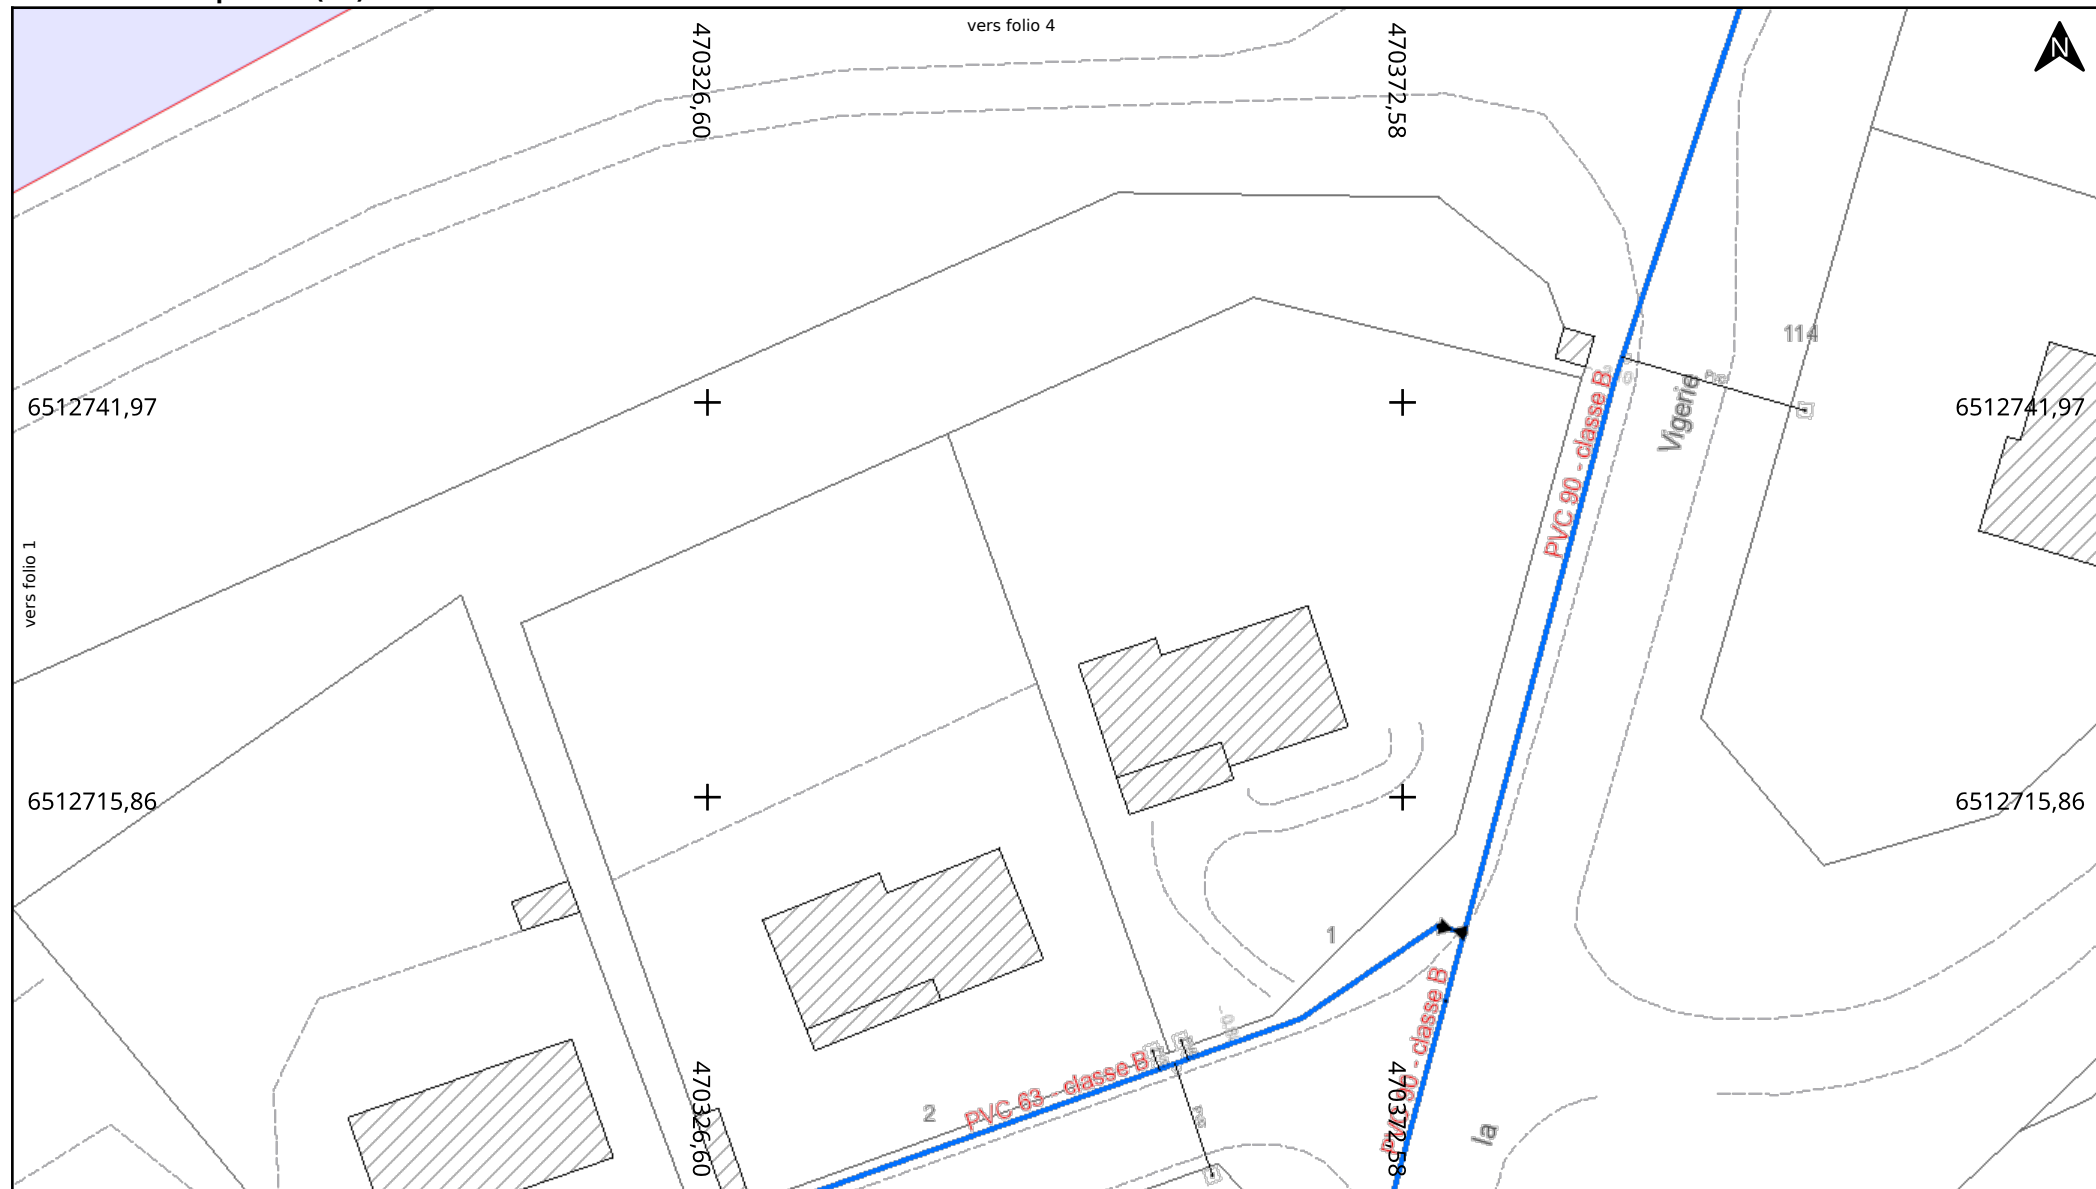 vers folio 4
N
470326,60
470372,58
114
Vigerie
6512741,97
6512741,97
PVC 90 - classe B
vers folio 1
6512715,86
6512715,86
1
PVC 90 - classe B
PVC 63 - classe B
2
la
470326,60
470372,58